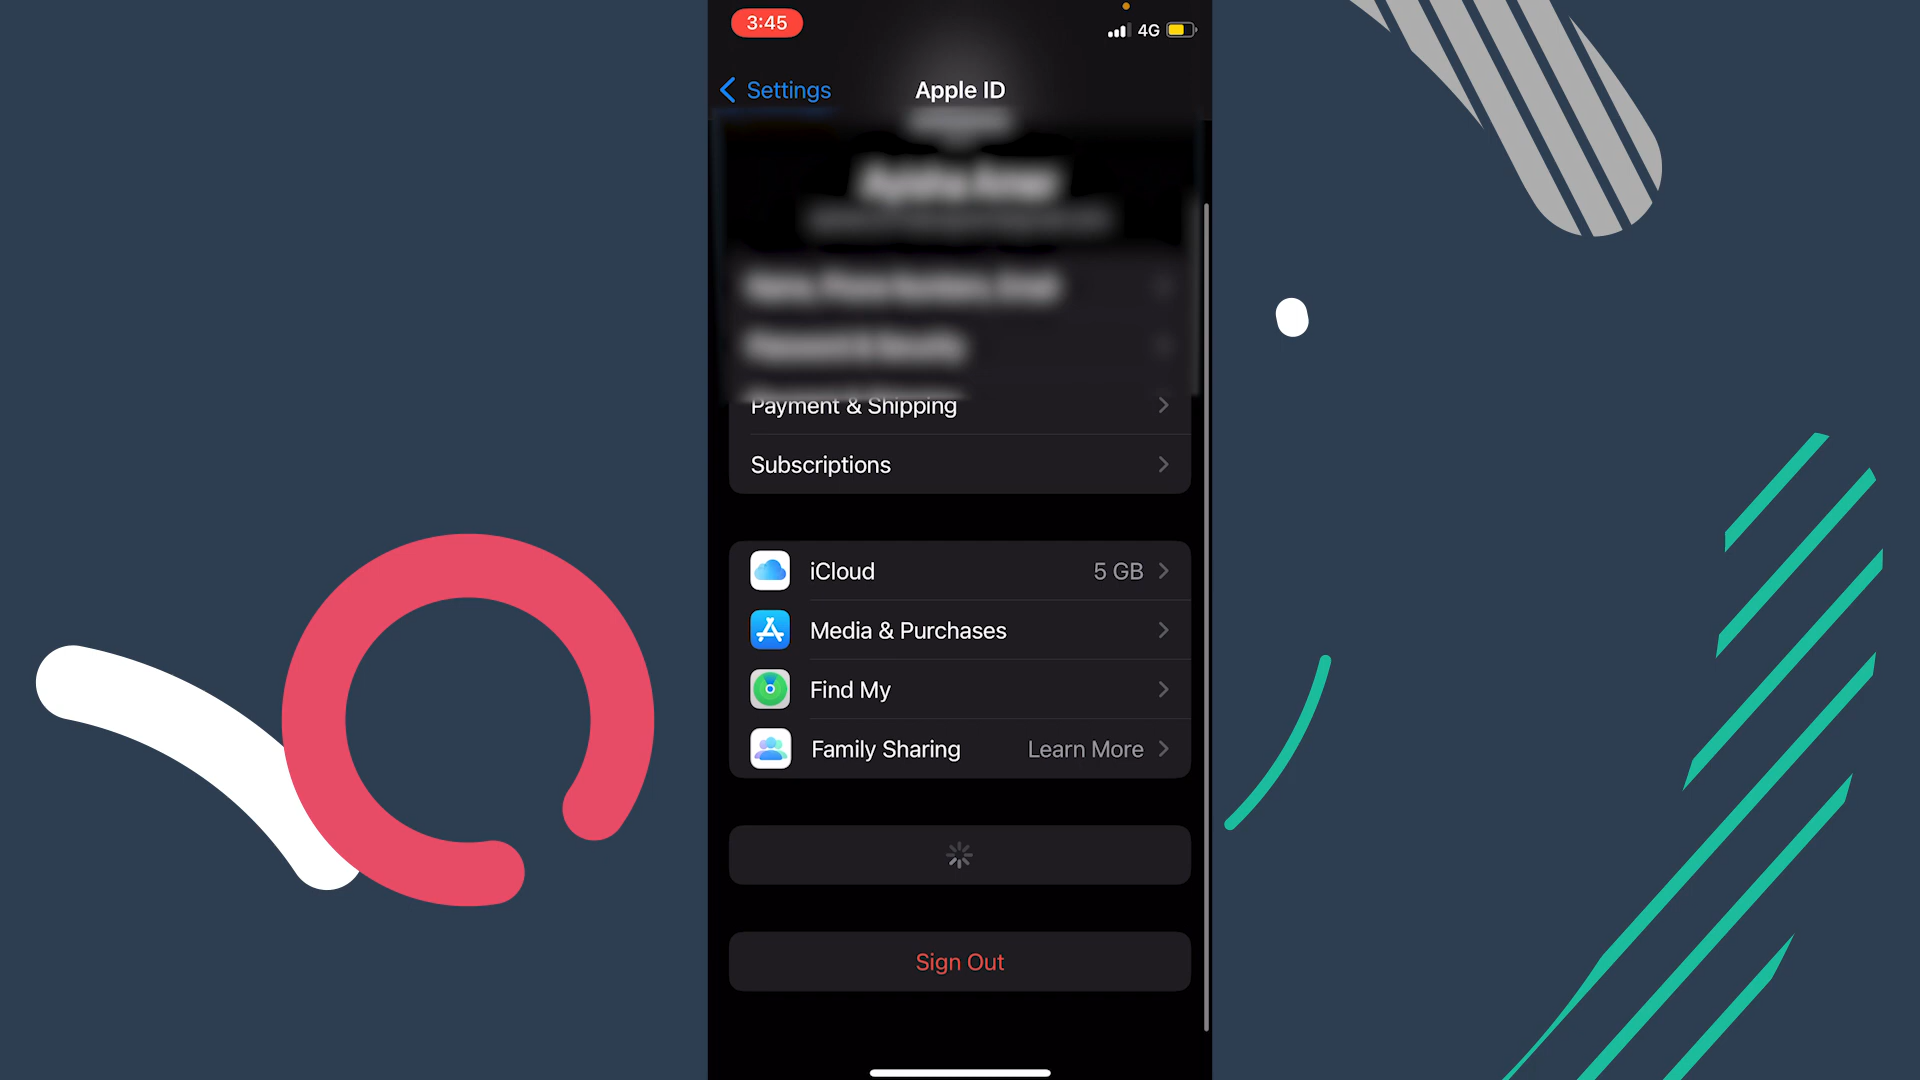 3:45
4G
Settings
Apple ID
Payment & Shipping
Subscriptions
iCloud
5 GB
Media & Purchases
Find My
Family Sharing
Learn More
Sign Out